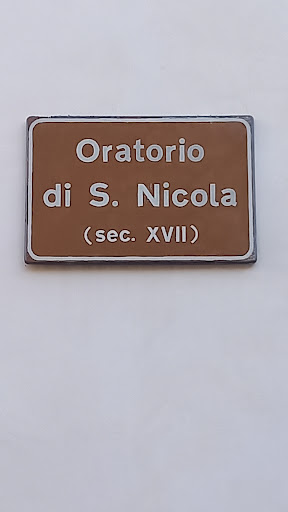 Oratorio
di S. Nicola
(sec. XVII)